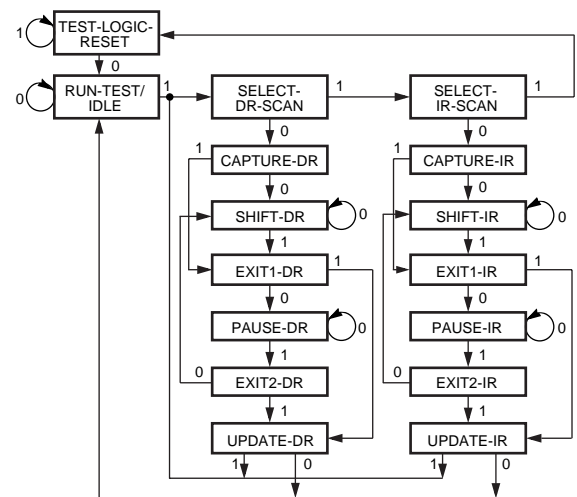 TEST-LOGIC-
RESET
1
0
RUN-TEST/
IDLE
0
1
SELECT-
DR-SCAN
1
SELECT-
IR-SCAN
1
0
0
1
CAPTURE-DR
1
CAPTURE-IR
0
0
SHIFT-DR
0
SHIFT-IR
0
1
1
EXIT1-DR
1
EXIT1-IR
1
0
0
PAUSE-DR
0
PAUSE-IR
0
1
1
0
EXIT2-DR
0
EXIT2-IR
1
1
UPDATE-DR
UPDATE-IR
1
0
1
0